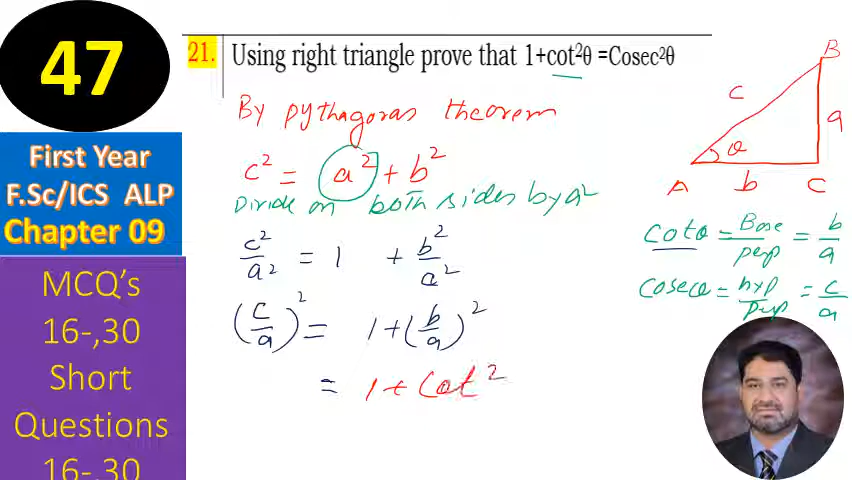 47
First Year
F.Sc/ICS ALP
Chapter 09
MCQ's
16-,30
Short
Questions
16-,30
21. Using right triangle prove that 1+cot²θ =Cosec²θ
By pythagoras theorem
c² = a² + b²
Divide on both sides by a²
c²/a² = 1 + b²/a²
(c/a)² = 1 + (b/a)²
= 1 + Cot²
B
c
a
θ
A b C
Cotθ = Base/perp = b/a
Cosecθ = hyp/perp = c/a